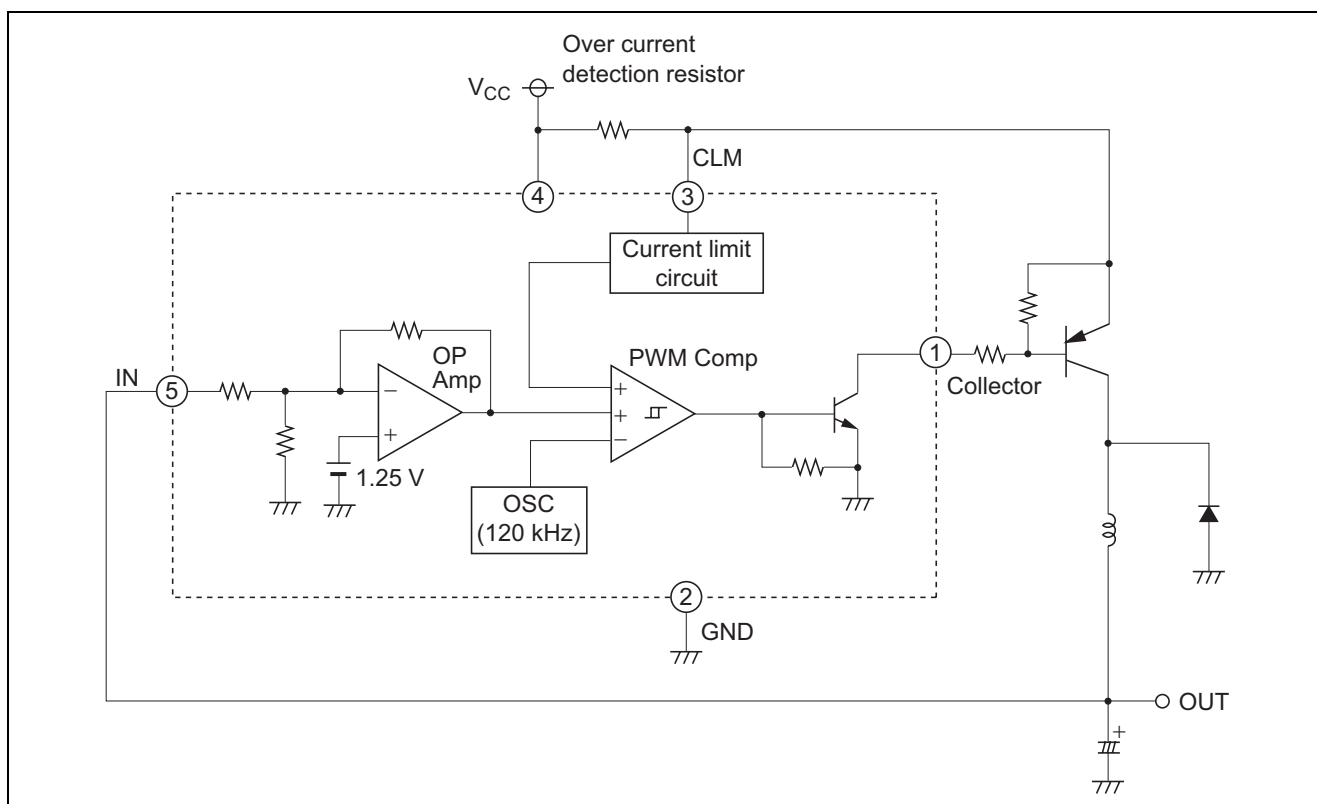 Over current
detection resistor
VCC
CLM
4
3
Current limit
circuit
OP
Amp
PWM Comp
1
Collector
IN
5
−
+
1.25 V
+
+
−
OSC
(120 kHz)
2
GND
OUT
+